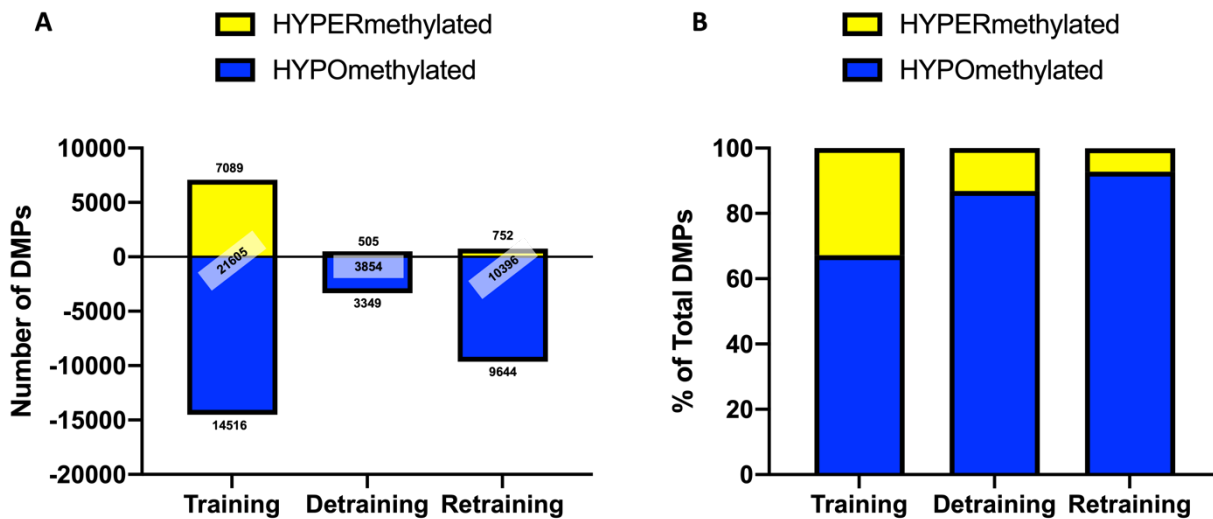 A
HYPERmethylated
HYPOmethylated
Number of DMPs
10000
5000
0
-5000
-10000
-15000
-20000
7089
21605
14516
505
3854
3349
752
10396
9644
Training
Detraining
Retraining
B
HYPERmethylated
HYPOmethylated
% of Total DMPs
100
80
60
40
20
0
Training
Detraining
Retraining